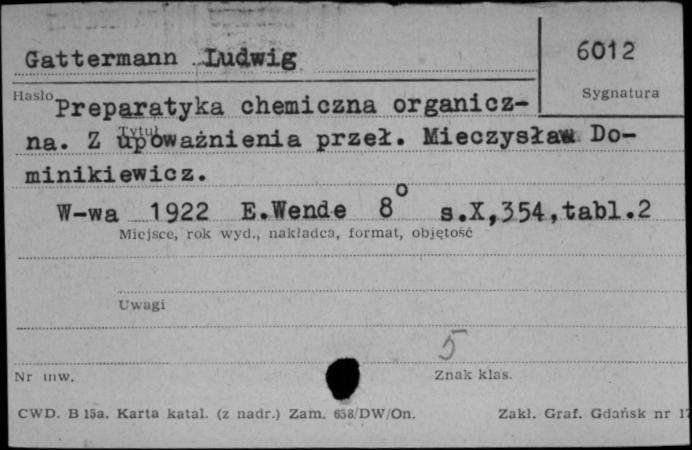 Gattermann Ludwig
6012
Hasło
Sygnatura
Preparatyka chemiczna organicz-
Tytuł
na. Z upoważnienia przeł. Mieczysław Do-
minikiewicz.
W-wa 1922 E.Wende 8° s.X,354,tabl.2
Miejsce, rok wyd., nakładca, format, objętość
Uwagi
5
Nr inw.
Znak klas.
CWD. B 15a. Karta katal. (z nadr.) Zam. 658/DW/On.
Zakł. Graf. Gdańsk nr